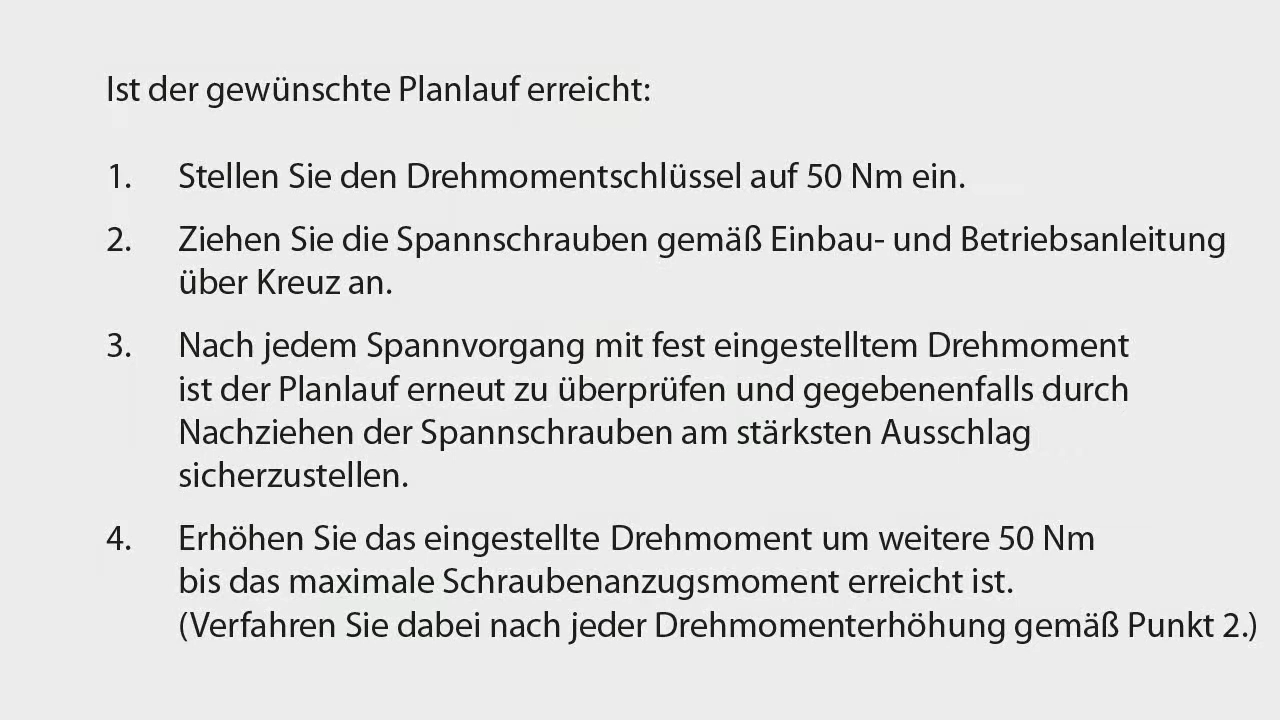 Ist der gewünschte Planlauf erreicht:
1. Stellen Sie den Drehmomentschlüssel auf 50 Nm ein.
2. Ziehen Sie die Spannschrauben gemäß Einbau- und Betriebsanleitung
über Kreuz an.
3. Nach jedem Spannvorgang mit fest eingestelltem Drehmoment
ist der Planlauf erneut zu überprüfen und gegebenenfalls durch
Nachziehen der Spannschrauben am stärksten Ausschlag
sicherzustellen.
4. Erhöhen Sie das eingestellte Drehmoment um weitere 50 Nm
bis das maximale Schraubenanzugsmoment erreicht ist.
(Verfahren Sie dabei nach jeder Drehmomenterhöhung gemäß Punkt 2.)